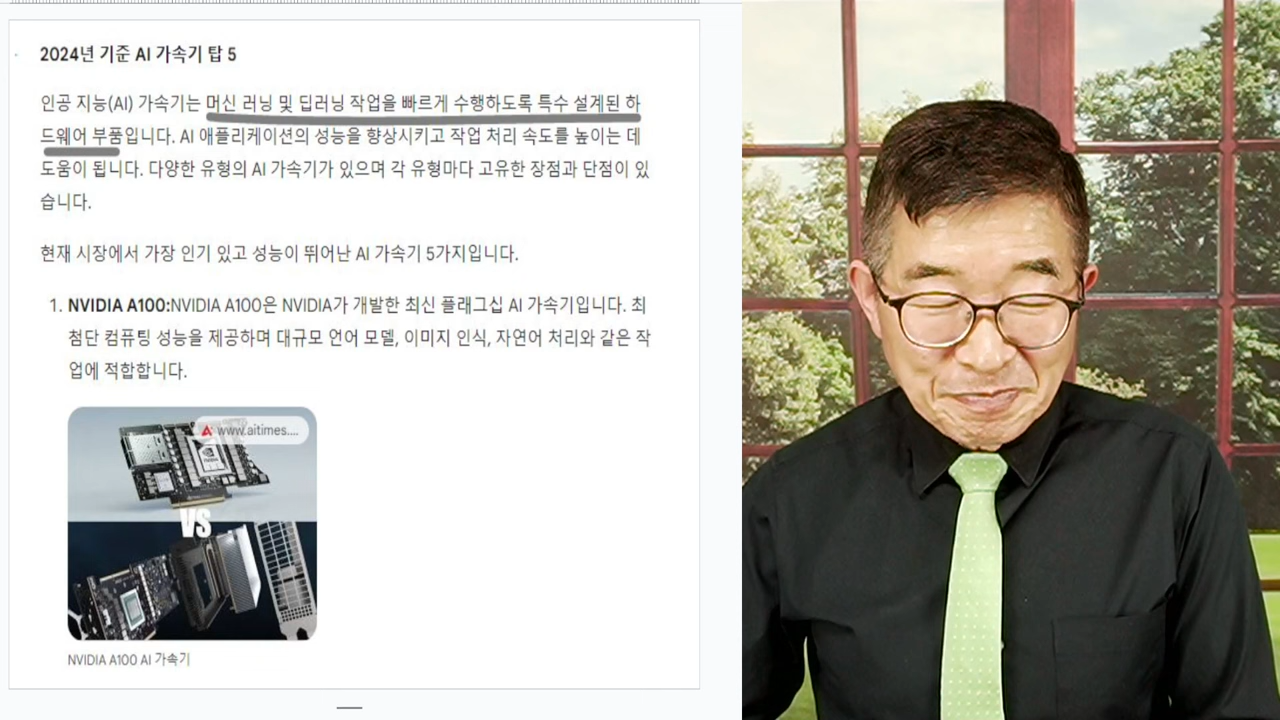 2024년 기준 AI 가속기 탑 5
인공 지능(AI) 가속기는 머신 러닝 및 딥러닝 작업을 빠르게 수행하도록 특수 설계된 하
드웨어 부품입니다. AI 애플리케이션의 성능을 향상시키고 작업 처리 속도를 높이는 데
도움이 됩니다. 다양한 유형의 AI 가속기가 있으며 각 유형마다 고유한 장점과 단점이 있
습니다.
현재 시장에서 가장 인기 있고 성능이 뛰어난 AI 가속기 5가지입니다.
1. NVIDIA A100:NVIDIA A100은 NVIDIA가 개발한 최신 플래그십 AI 가속기입니다. 최
첨단 컴퓨팅 성능을 제공하며 대규모 언어 모델, 이미지 인식, 자연어 처리와 같은 작
업에 적합합니다.
www.aitimes....
VS
NVIDIA A100 AI 가속기